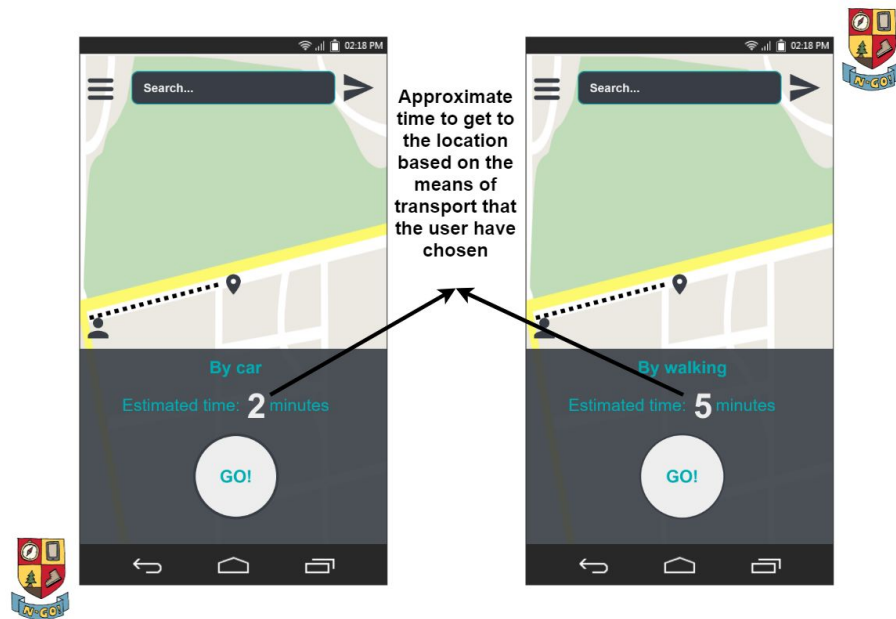 02:18 PM
Search...
By car
Estimated time: 2 minutes
GO!
Approximate
time to get to
the location
based on the
means of
transport that
the user have
chosen
02:18 PM
Search...
By walking
Estimated time: 5 minutes
GO!
N-GO!
N-GO!